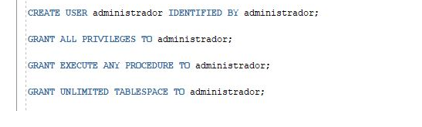 CREATE USER administrador IDENTIFIED BY administrador;
GRANT ALL PRIVILEGES TO administrador;
GRANT EXECUTE ANY PROCEDURE TO administrador;
GRANT UNLIMITED TABLESPACE TO administrador;